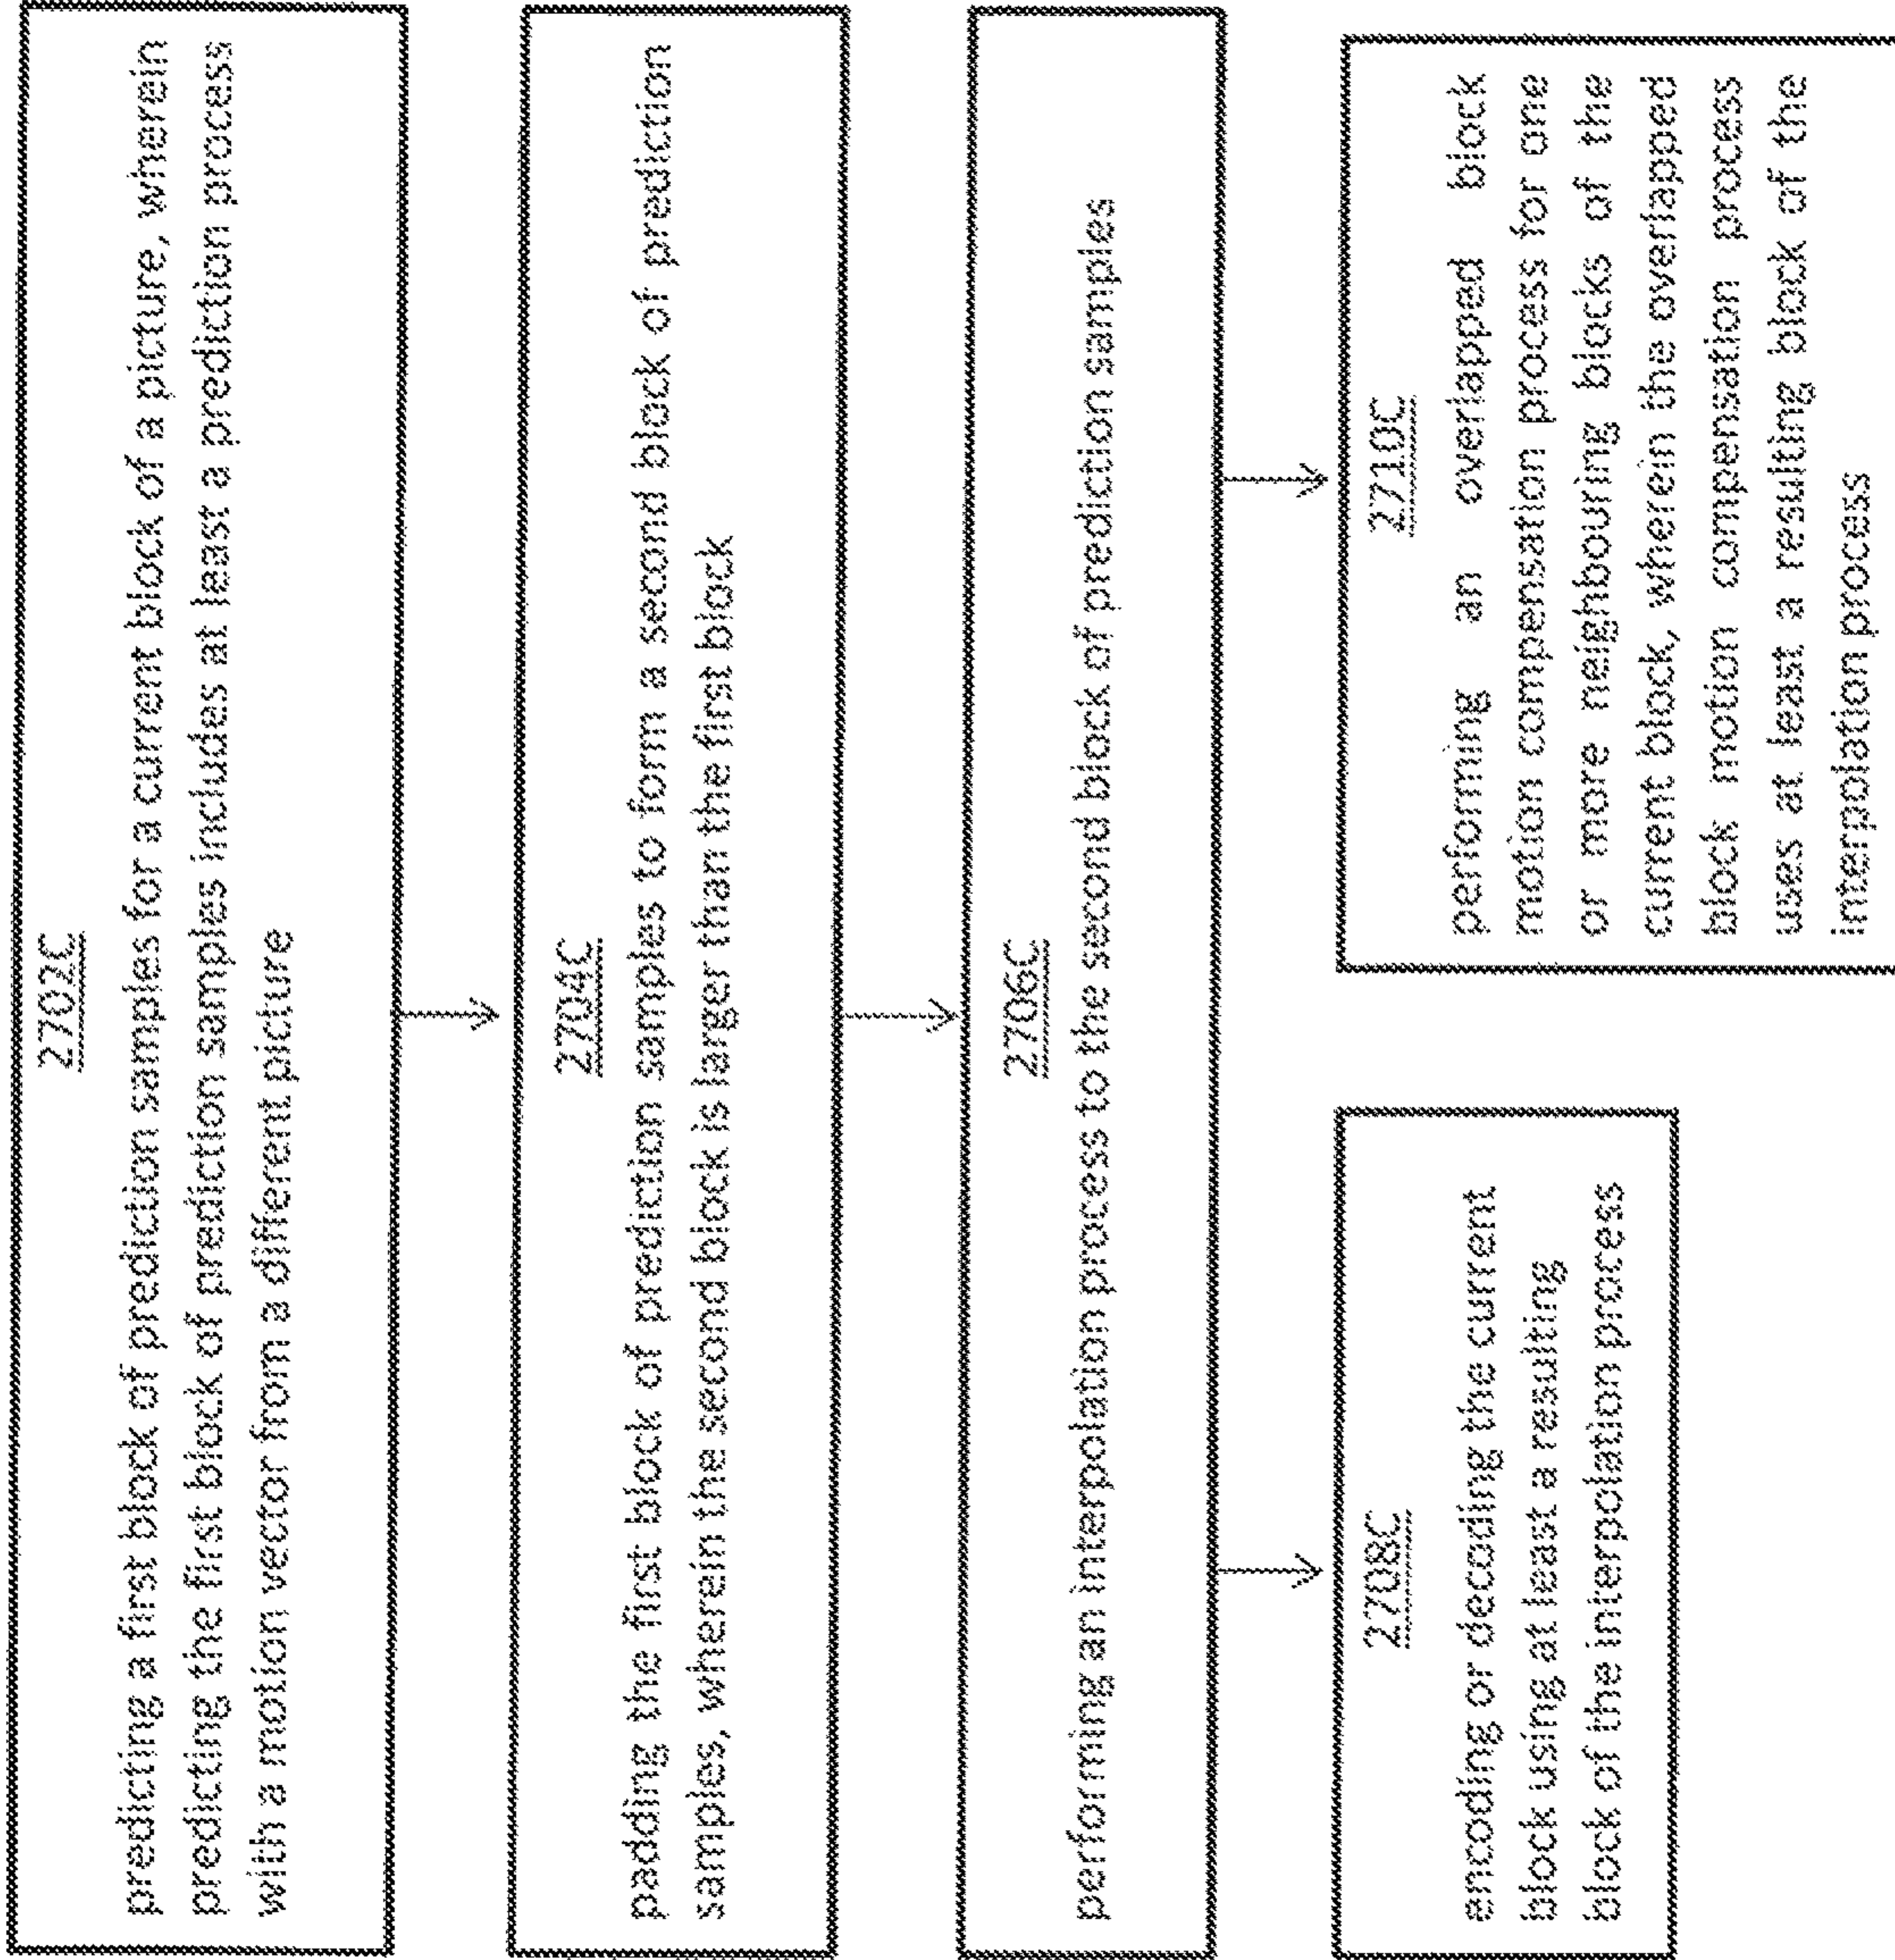 2702C
predicting a first block of prediction samples for a current block of a picture, wherein
predicting the first block of prediction samples includes at least a prediction process
with a motion vector from a different picture
2704C
padding the first block of prediction samples to form a second block of prediction
samples, wherein the second block is larger than the first block
2706C
performing an interpolation process to the second block of prediction samples
2708C
encoding or decoding the current
block using at least a resulting
block of the interpolation process
2710C
performing an overlapped block
motion compensation process for one
or more neighbouring blocks of the
current block, wherein the overlapped
block motion compensation process
uses at least a resulting block of the
interpolation process